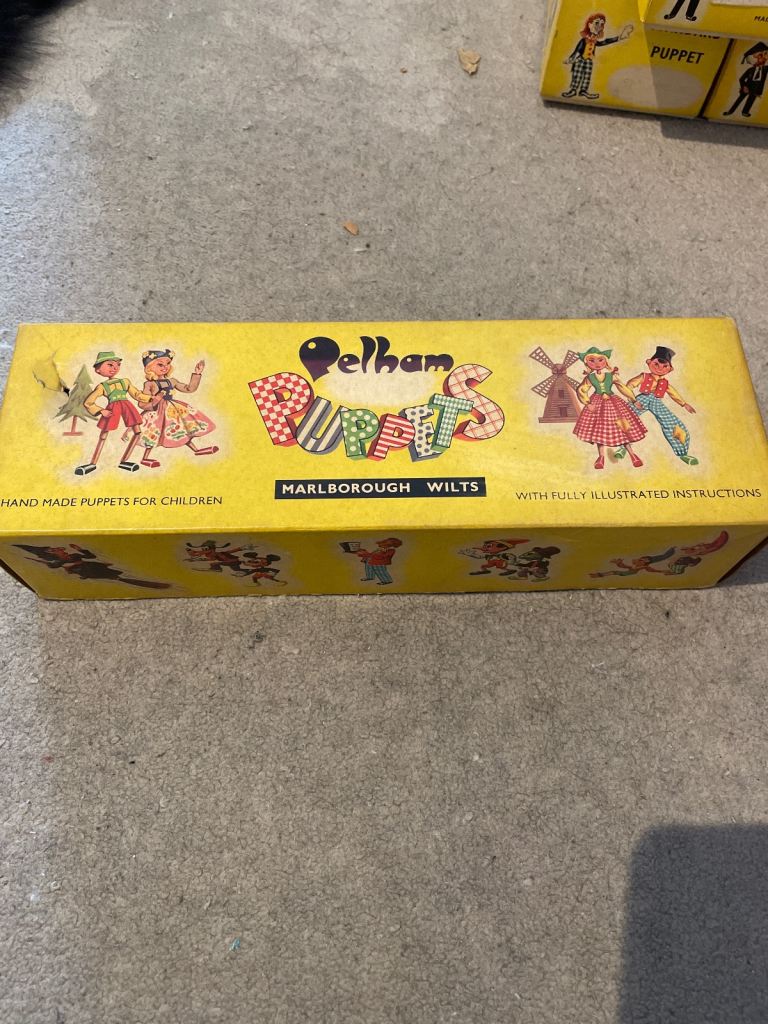 PUPPET
Pelham
PUPPETS
MARLBOROUGH WILTS
HAND MADE PUPPETS FOR CHILDREN
WITH FULLY ILLUSTRATED INSTRUCTIONS